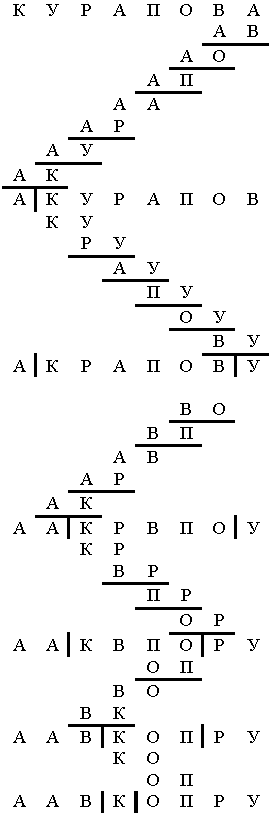 К У Р А П О В А
А В
А О
А П
А А
А Р
А У
А К
А К У Р А П О В
К У
Р У
А У
П У
О У
В У
А К Р А П О В У
В О
В П
А В
А Р
А К
А А К Р В П О У
К Р
В Р
П Р
О Р
А А К В П О Р У
О П
В О
В К
А А В К О П Р У
К О
О П
А А В К О П Р У